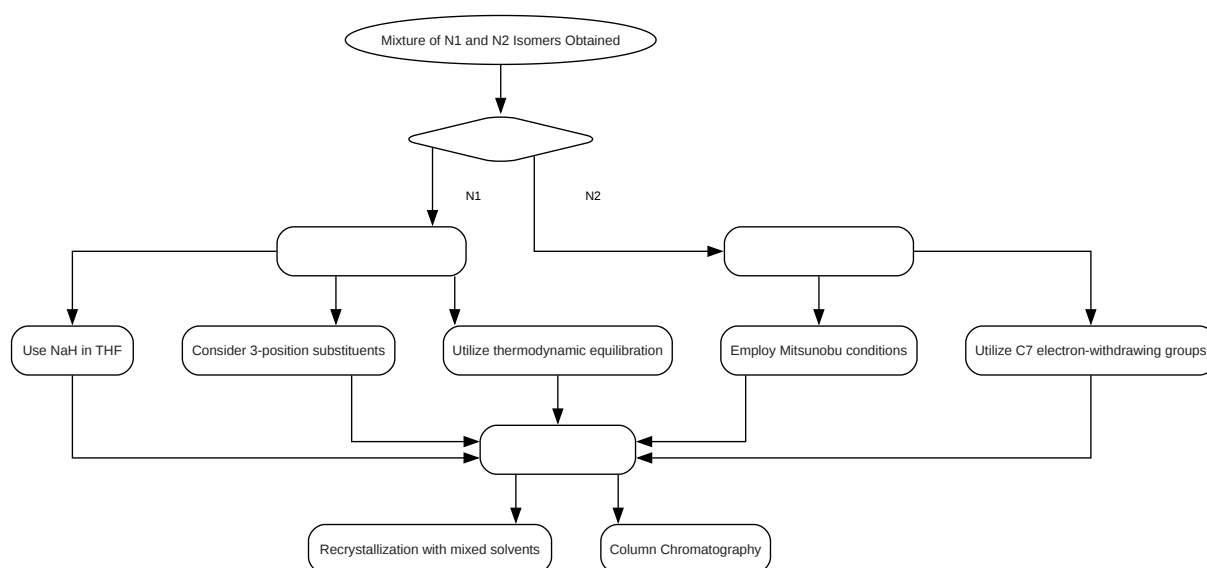 Mixture of N1 and N2 Isomers Obtained
N1
N2
Use NaH in THF
Consider 3-position substituents
Utilize thermodynamic equilibration
Employ Mitsunobu conditions
Utilize C7 electron-withdrawing groups
Recrystallization with mixed solvents
Column Chromatography